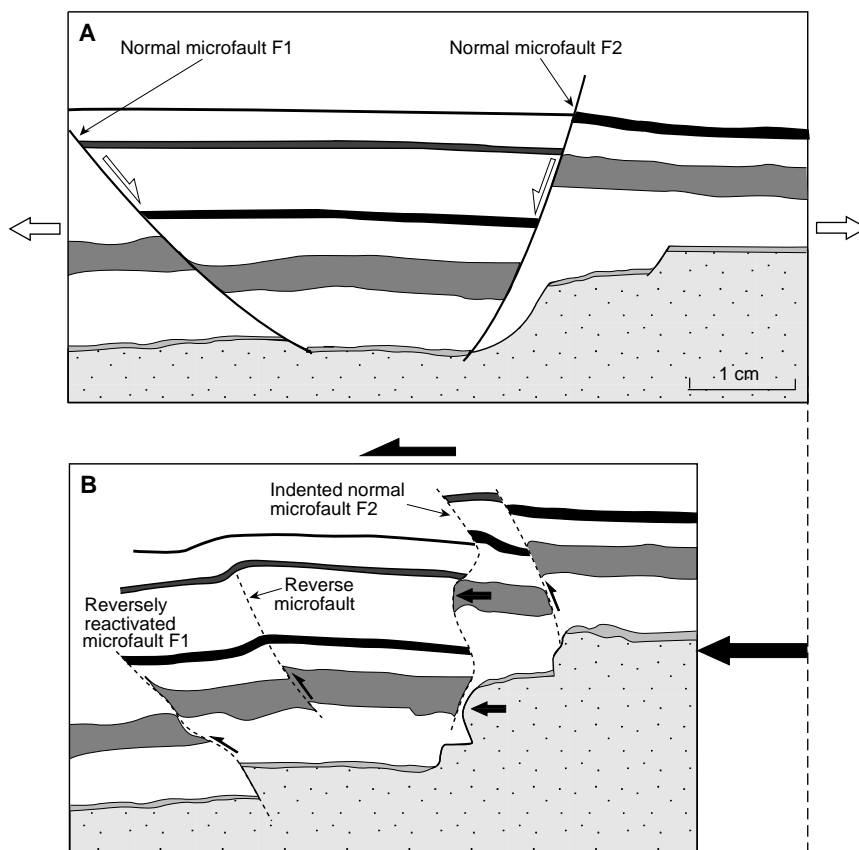 A
Normal microfault F1
Normal microfault F2
1 cm
B
Indented normal
microfault F2
Reverse
microfault
Reversely
reactivated
microfault F1